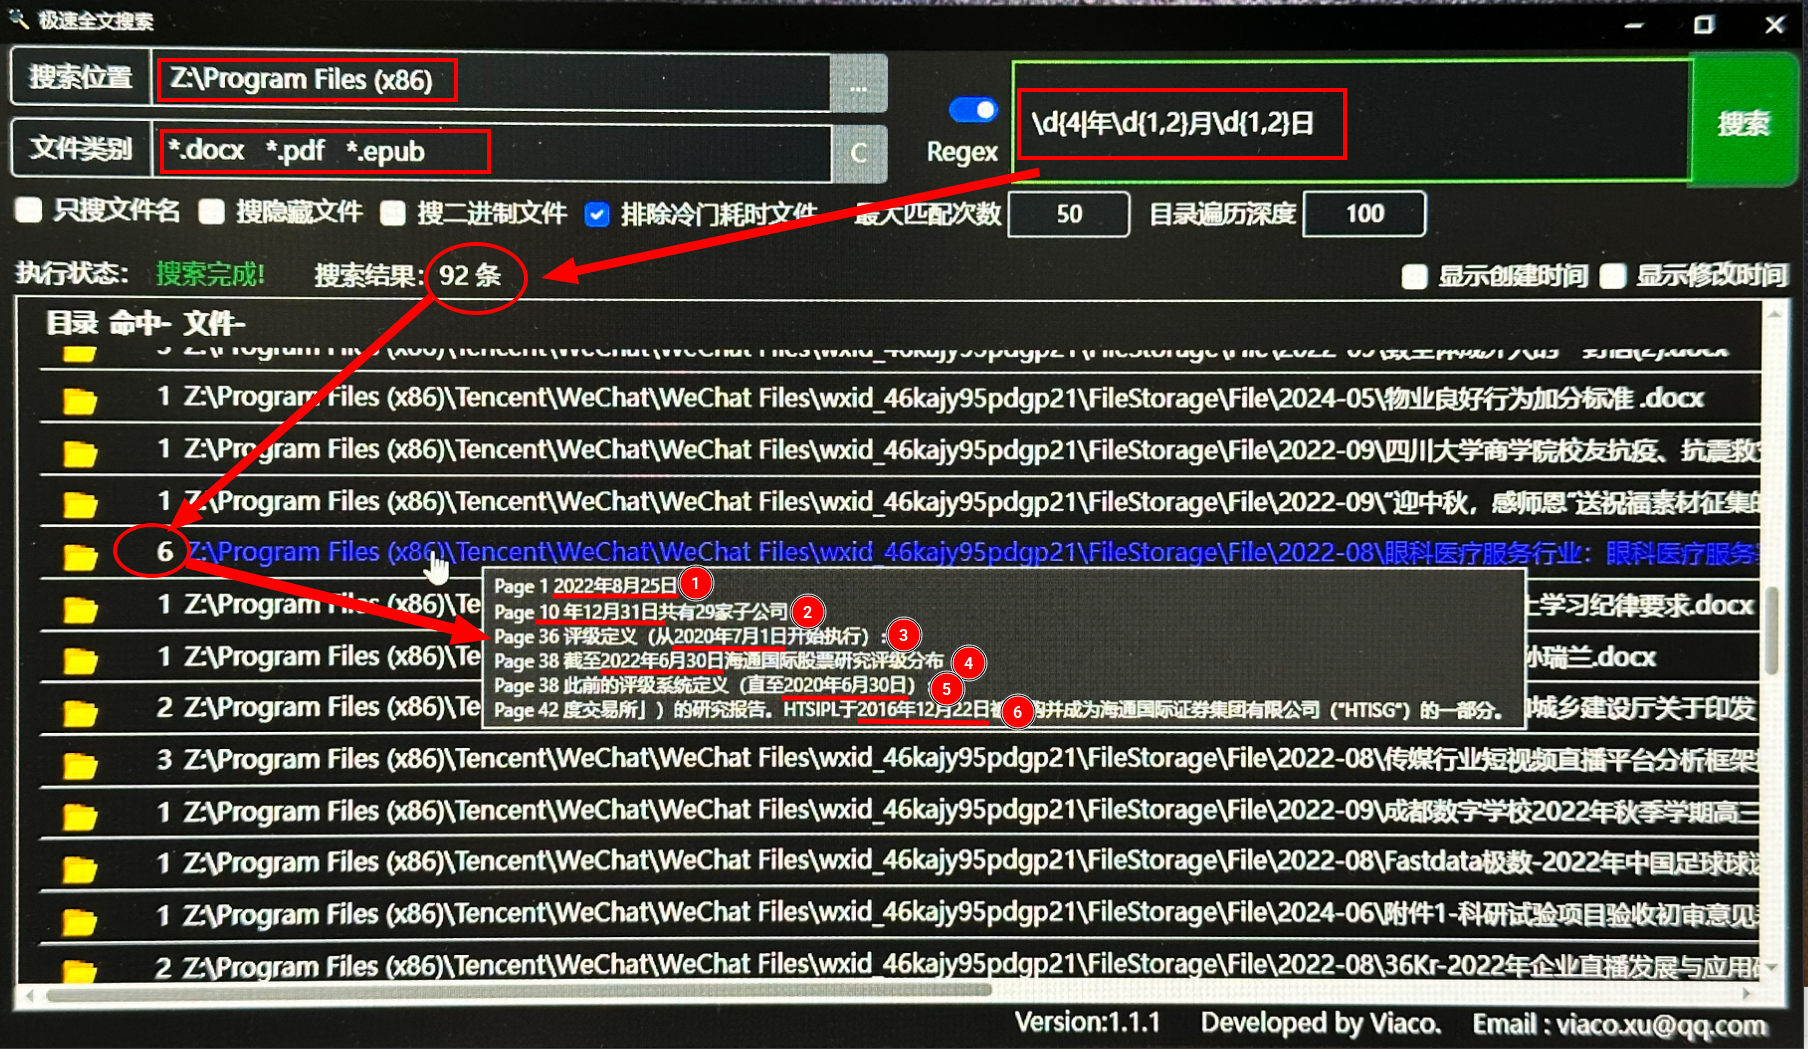 极速全文搜索
搜索位置 Z:\Program Files (x86) ...
文件类别 *.docx *.pdf *.epub C
Regex
\d{4|年\d{1,2}月\d{1,2}日
搜索
只搜文件名 搜隐藏文件 搜二进制文件 排除冷门耗时文件 最大匹配次数 50 目录遍历深度 100
执行状态： 搜索完成! 搜索结果： 92 条 显示创建时间 显示修改时间
目录 命中- 文件-
1 Z:\Program Files (x86)\Tencent\WeChat\WeChat Files\wxid_46kajy95pdgp21\FileStorage\File\2024-05\物业良好行为加分标准 .docx
1 Z:\Program Files (x86)\Tencent\WeChat\WeChat Files\wxid_46kajy95pdgp21\FileStorage\File\2022-09\四川大学商学院校友抗疫、抗震救
1 Z:\Program Files (x86)\Tencent\WeChat\WeChat Files\wxid_46kajy95pdgp21\FileStorage\File\2022-09\“迎中秋，感师恩”送祝福素材征集
6 Z:\Program Files (x86)\Tencent\WeChat\WeChat Files\wxid_46kajy95pdgp21\FileStorage\File\2022-08\眼科医疗服务行业：眼科医疗服务
Page 1 2022年8月25日 1
Page 10 年12月31日共有29家子公司 2
Page 36 评级定义（从2020年7月1日开始执行）： 3
Page 38 截至2022年6月30日海通国际股票研究评级分布 4
Page 38 此前的评级系统定义（直至2020年6月30日） 5
Page 42 度交易所」）的研究报告。HTSIPL于2016年12月22日被 6 购并成为海通国际证券集团有限公司（"HTISG"）的一部分。
1 Z:\Program Files (x86)\Te 学习纪律要求.docx
1 Z:\Program Files (x86)\Te 孙瑞兰.docx
2 Z:\Program Files (x86)\Te 城乡建设厅关于印发
3 Z:\Program Files (x86)\Tencent\WeChat\WeChat Files\wxid_46kajy95pdgp21\FileStorage\File\2022-08\传媒行业短视频直播平台分析框架
1 Z:\Program Files (x86)\Tencent\WeChat\WeChat Files\wxid_46kajy95pdgp21\FileStorage\File\2022-09\成都数字学校2022年秋季学期高三
1 Z:\Program Files (x86)\Tencent\WeChat\WeChat Files\wxid_46kajy95pdgp21\FileStorage\File\2022-08\Fastdata极数-2022年中国足球球迷
1 Z:\Program Files (x86)\Tencent\WeChat\WeChat Files\wxid_46kajy95pdgp21\FileStorage\File\2024-06\附件1-科研试验项目验收初审意见
2 Z:\Program Files (x86)\Tencent\WeChat\WeChat Files\wxid_46kajy95pdgp21\FileStorage\File\2022-08\36Kr-2022年企业直播发展与应用
Version:1.1.1 Developed by Viaco. Email : viaco.xu@qq.com